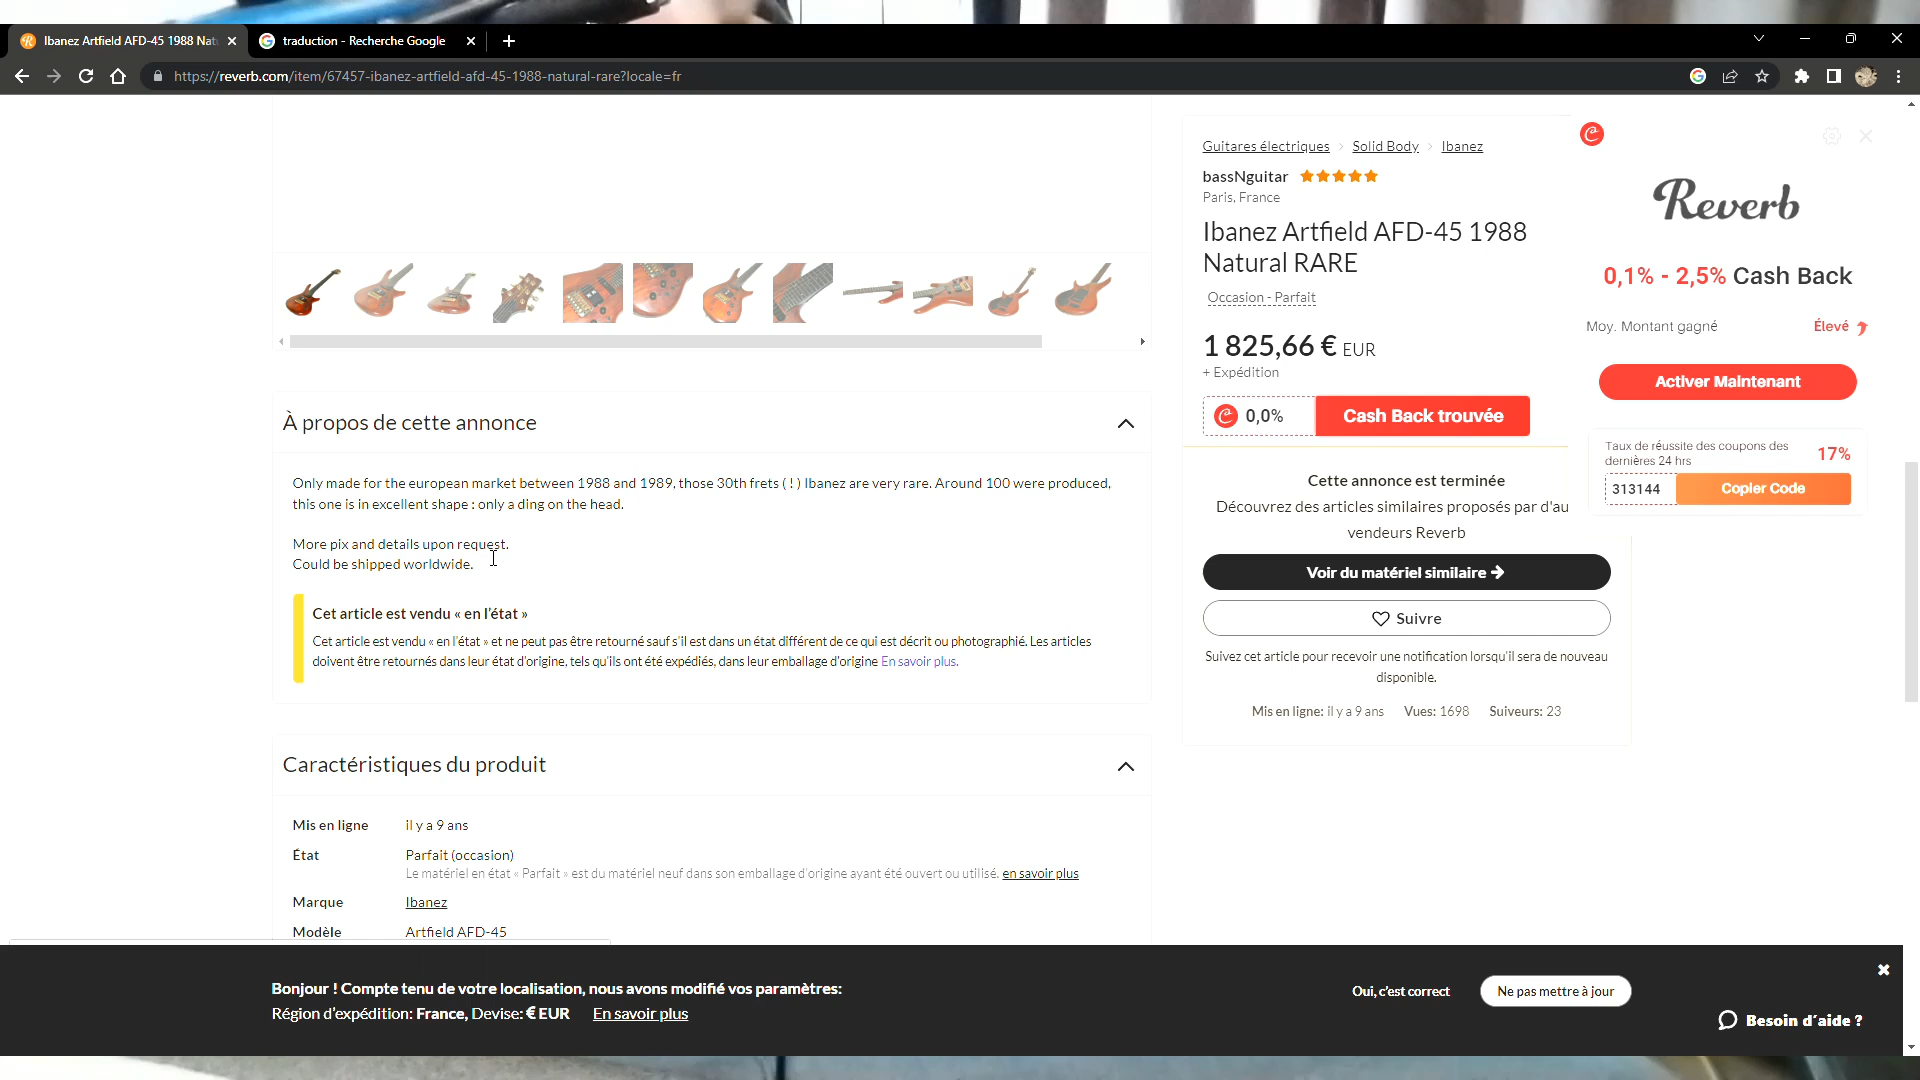 Ibanez Artfield AFD-45 1988 Nat
traduction - Recherche Google
https://reverb.com/item/67457-ibanez-artfield-afd-45-1988-natural-rare?locale=fr
À propos de cette annonce
Only made for the european market between 1988 and 1989, those 30th frets ( ! ) Ibanez are very rare. Around 100 were produced,
this one is in excellent shape : only a ding on the head.
More pix and details upon request.
Could be shipped worldwide.
Cet article est vendu « en l'état »
Cet article est vendu « en l'état » et ne peut pas être retourné sauf s'il est dans un état différent de ce qui est décrit ou photographié. Les articles
doivent être retournés dans leur état d'origine, tels qu'ils ont été expédiés, dans leur emballage d'origine En savoir plus.
Caractéristiques du produit
Mis en ligne il y a 9 ans
État Parfait (occasion)
Le matériel en état « Parfait » est du matériel neuf dans son emballage d'origine ayant été ouvert ou utilisé. en savoir plus
Marque Ibanez
Modèle Artfield AFD-45
Guitares électriques › Solid Body › Ibanez
bassNguitar
Paris, France
Ibanez Artfield AFD-45 1988
Natural RARE
Occasion - Parfait
1 825,66 € EUR
+ Expédition
0,0% Cash Back trouvée
Cette annonce est terminée
Découvrez des articles similaires proposés par d'au
vendeurs Reverb
Voir du matériel similaire →
Suivre
Suivez cet article pour recevoir une notification lorsqu'il sera de nouveau
disponible.
Mis en ligne: il y a 9 ans Vues: 1698 Suiveurs: 23
Reverb
0,1% - 2,5% Cash Back
Moy. Montant gagné Élevé
Activer Maintenant
Taux de réussite des coupons des
dernières 24 hrs
17%
313144 Copier Code
Bonjour ! Compte tenu de votre localisation, nous avons modifié vos paramètres:
Région d'expédition: France, Devise: € EUR En savoir plus
Oui, c'est correct
Ne pas mettre à jour
Besoin d'aide ?